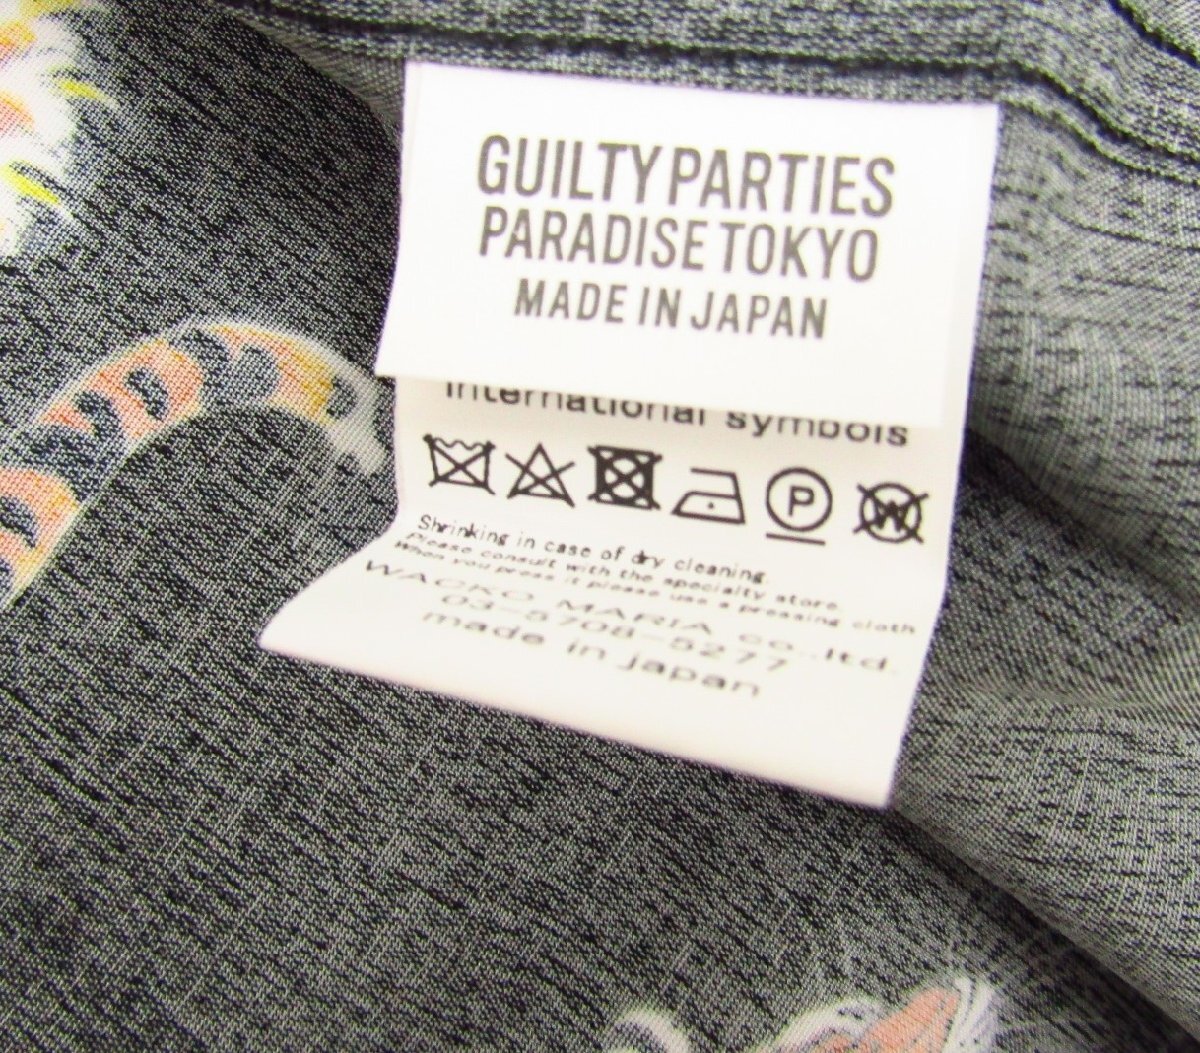 GUILTY PARTIES
PARADISE TOKYO
MADE IN JAPAN
International symbols
P W
Shrinking in case of dry cleaning.
Please consult with the specialty store.
When you press it please use a pressing cloth
WACKO MARIA co.,ltd.
03-5708-5277
made in japan